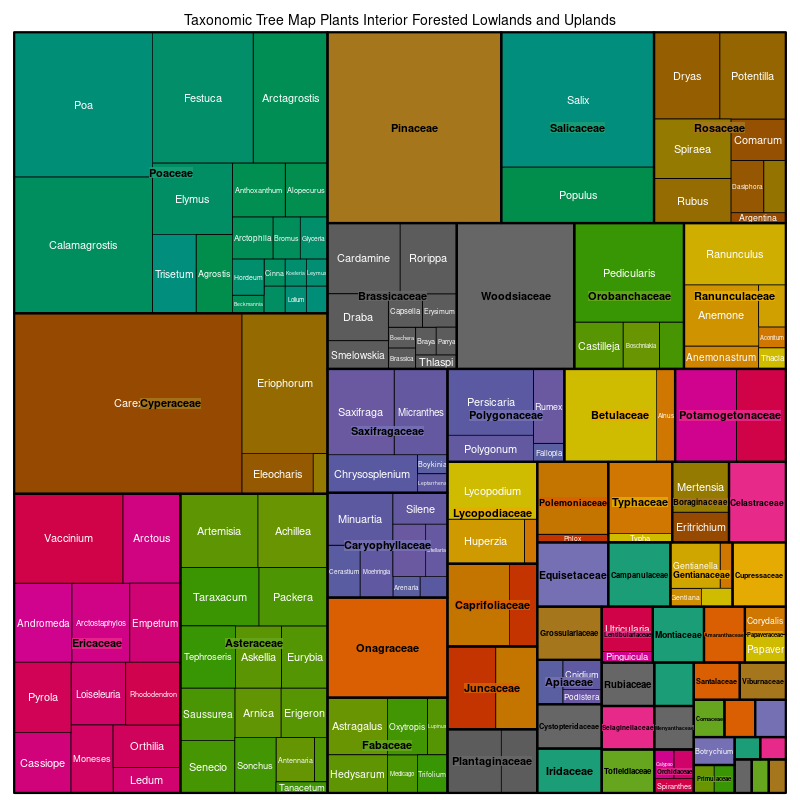 Taxonomic Tree Map Plants Interior Forested Lowlands and Uplands
Poa
Festuca
Arctagrostis
Poaceae
Elymus
Anthoxanthum
Alopecurus
Calamagrostis
Arctophila
Bromus
Glyceria
Trisetum
Agrostis
Hordeum
Cinna
Koeleria
Leymus
Beckmannia
Lolium
Pinaceae
Salix
Salicaceae
Populus
Dryas
Potentilla
Rosaceae
Spiraea
Comarum
Rubus
Dasiphora
Argentina
Cardamine
Rorippa
Brassicaceae
Draba
Capsella
Erysimum
Boechera
Braya
Parrya
Smelowskia
Brassica
Thlaspi
Woodsiaceae
Pedicularis
Orobanchaceae
Castilleja
Boschniakia
Ranunculus
Ranunculaceae
Anemone
Aconitum
Anemonastrum
Thacla
Care:
Cyperaceae
Eriophorum
Eleocharis
Saxifraga
Micranthes
Saxifragaceae
Chrysosplenium
Boykinia
Leptarrhena
Persicaria
Rumex
Polygonaceae
Polygonum
Fallopia
Betulaceae
Alnus
Potamogetonaceae
Lycopodium
Lycopodiaceae
Huperzia
Polemoniaceae
Phlox
Typhaceae
Typha
Mertensia
Boraginaceae
Eritrichium
Celastraceae
Vaccinium
Arctous
Andromeda
Arctostaphylos
Empetrum
Ericaceae
Pyrola
Loiseleuria
Rhododendron
Cassiope
Moneses
Orthilia
Ledum
Artemisia
Achillea
Taraxacum
Packera
Asteraceae
Tephroseris
Askellia
Eurybia
Saussurea
Arnica
Erigeron
Senecio
Sonchus
Antennaria
Tanacetum
Minuartia
Silene
Caryophyllaceae
Stellaria
Cerastium
Moehringia
Arenaria
Onagraceae
Astragalus
Oxytropis
Lupinus
Fabaceae
Hedysarum
Medicago
Trifolium
Caprifoliaceae
Juncaceae
Plantaginaceae
Equisetaceae
Campanulaceae
Gentianella
Gentianaceae
Gentiana
Cupressaceae
Grossulariaceae
Utricularia
Lentibulariaceae
Pinguicula
Montiaceae
Amaranthaceae
Corydalis
Papaveraceae
Papaver
Apiaceae
Cnidium
Podistera
Rubiaceae
Santalaceae
Viburnaceae
Cystopteridaceae
Selaginellaceae
Menyanthaceae
Cornaceae
Iridaceae
Tofieldiaceae
Calypso
Orchidaceae
Spiranthes
Botrychium
Primulaceae